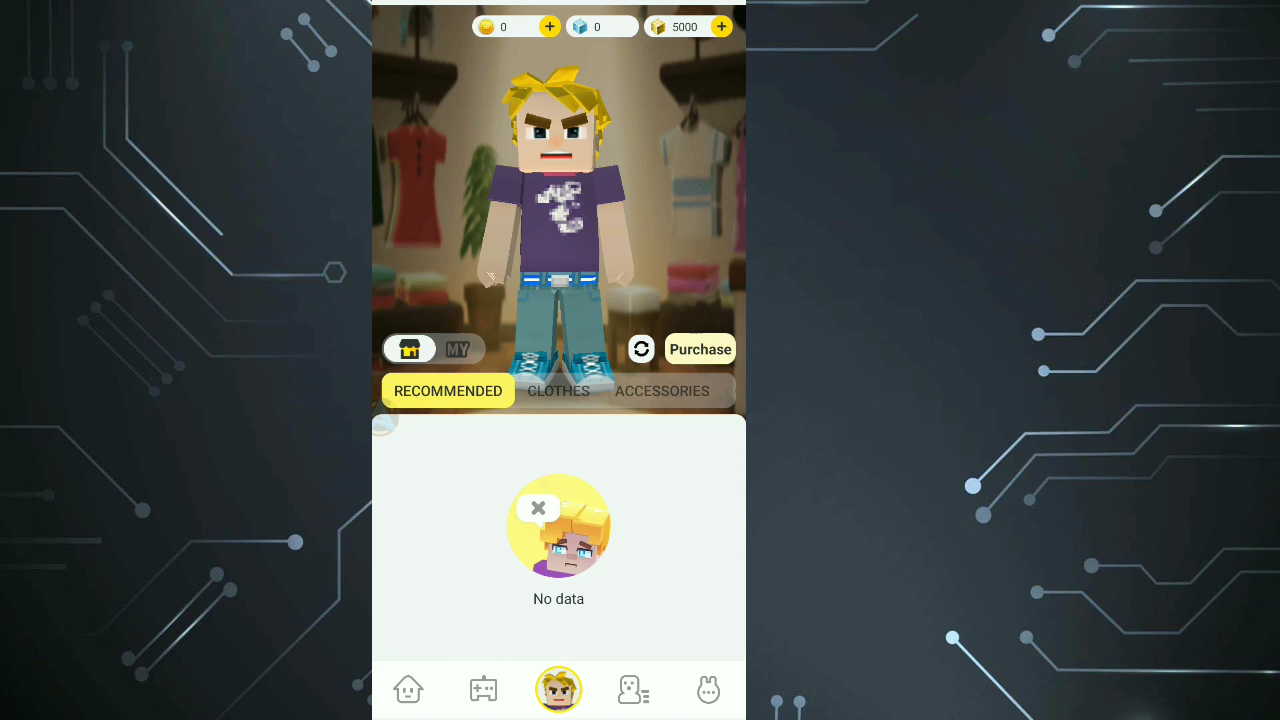 0 + 0 5000 +
MY Purchase
RECOMMENDED CLOTHES ACCESSORIES
No data